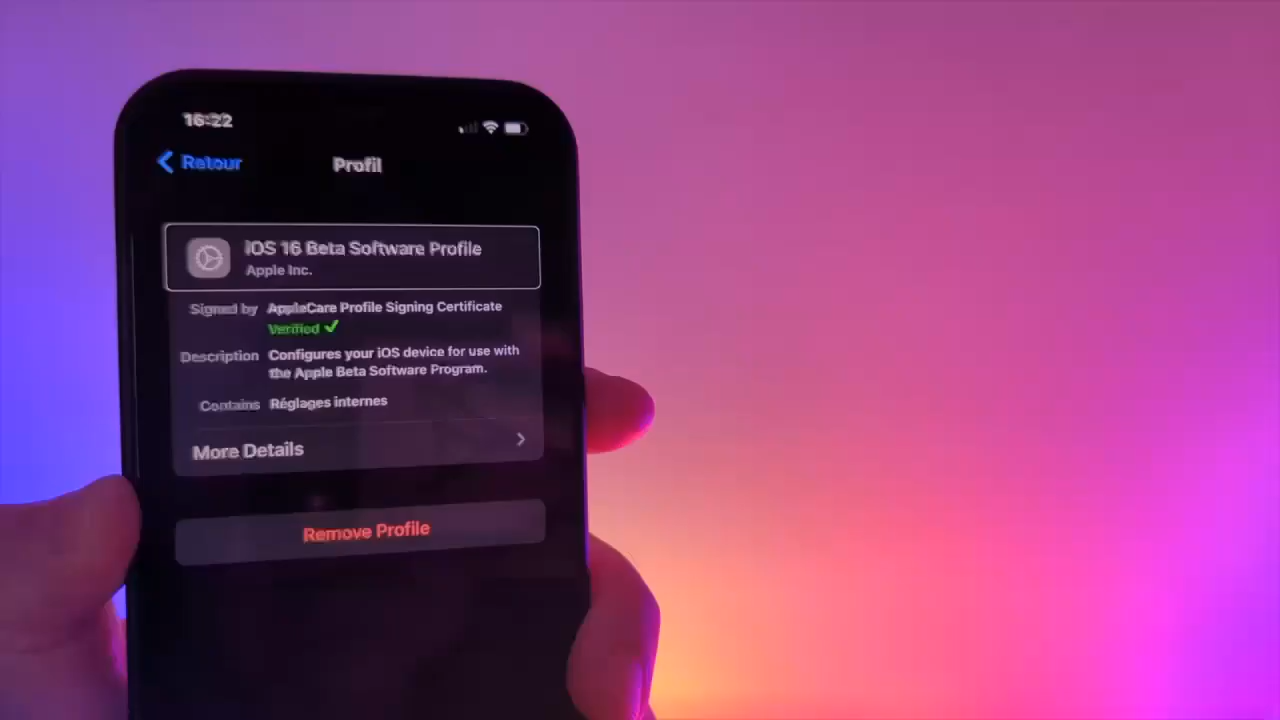 16:22
Retour
Profil
iOS 16 Beta Software Profile
Apple Inc.
Signed by AppleCare Profile Signing Certificate
Verified
Description Configures your iOS device for use with
the Apple Beta Software Program.
Contains Réglages internes
More Details
Remove Profile